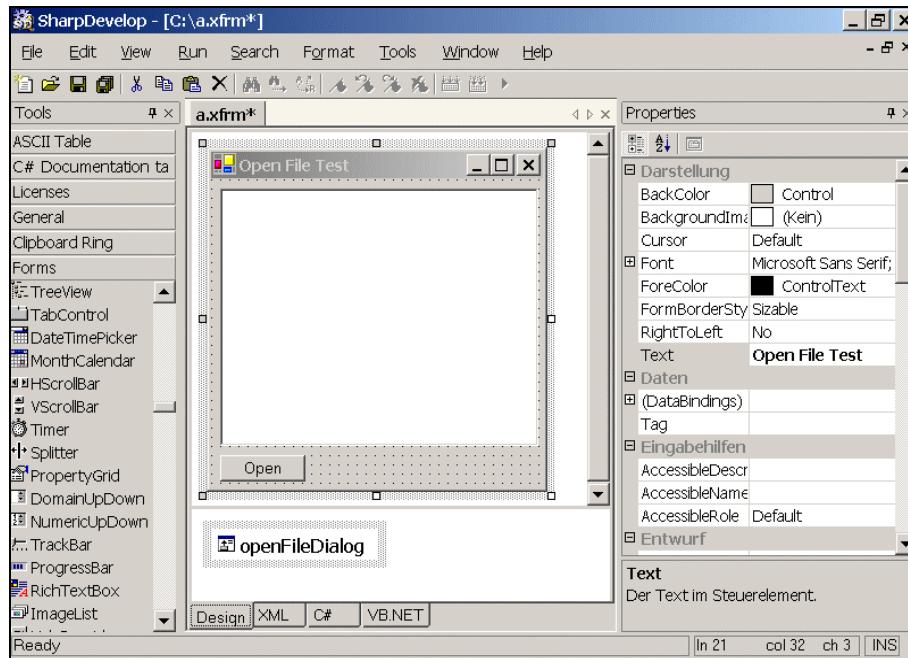 SharpDevelop - [C:\a.xfrm*]
File Edit View Run Search Format Tools Window Help
Tools
ASCII Table
C# Documentation ta
Licenses
General
Clipboard Ring
Forms
TreeView
TabControl
DateTimePicker
MonthCalendar
HScrollBar
VScrollBar
Timer
Splitter
PropertyGrid
DomainUpDown
NumericUpDown
TrackBar
ProgressBar
RichTextBox
ImageList
a.xfrm*
Open File Test
Open
openFileDialog
Design XML C# VB.NET
Properties
Darstellung
BackColor Control
BackgroundIma (Kein)
Cursor Default
Font Microsoft Sans Serif;
ForeColor ControlText
FormBorderSty Sizable
RightToLeft No
Text Open File Test
Daten
(DataBindings)
Tag
Eingabehilfen
AccessibleDescr
AccessibleName
AccessibleRole Default
Entwurf
Text
Der Text im Steuerelement.
Ready ln 21 col 32 ch 3 INS